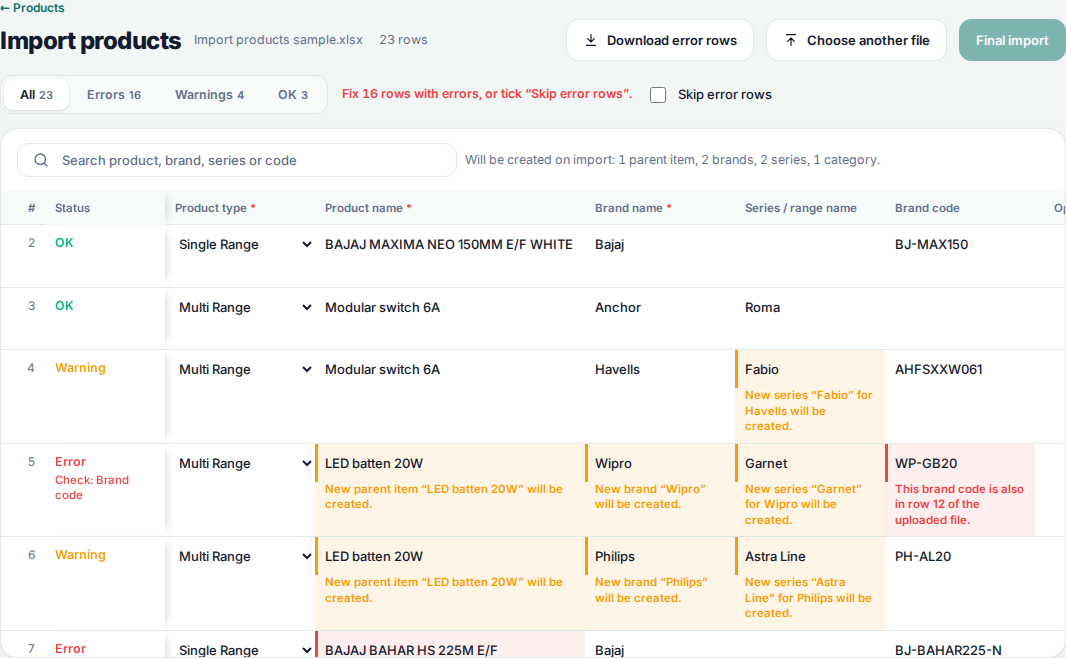 ← Products
Import products Import products sample.xlsx 23 rows Download error rows Choose another file Final import
All 23 Errors 16 Warnings 4 OK 3 Fix 16 rows with errors, or tick “Skip error rows”. Skip error rows
Search product, brand, series or code Will be created on import: 1 parent item, 2 brands, 2 series, 1 category.
# Status Product type * Product name * Brand name * Series / range name Brand code Op
2 OK Single Range BAJAJ MAXIMA NEO 150MM E/F WHITE Bajaj BJ-MAX150
3 OK Multi Range Modular switch 6A Anchor Roma
4 Warning Multi Range Modular switch 6A Havells Fabio AHFSXXW061
New series “Fabio” for
Havells will be
created.
5 Error Multi Range LED batten 20W Wipro Garnet WP-GB20
Check: Brand
code
New parent item “LED batten 20W” will be
created.
New brand “Wipro”
will be created.
New series “Garnet”
for Wipro will be
created.
This brand code is also
in row 12 of the
uploaded file.
6 Warning Multi Range LED batten 20W Philips Astra Line PH-AL20
New parent item “LED batten 20W” will be
created.
New brand “Philips”
will be created.
New series “Astra
Line” for Philips will be
created.
7 Error Single Range BAJAJ BAHAR HS 225M E/F Bajaj BJ-BAHAR225-N